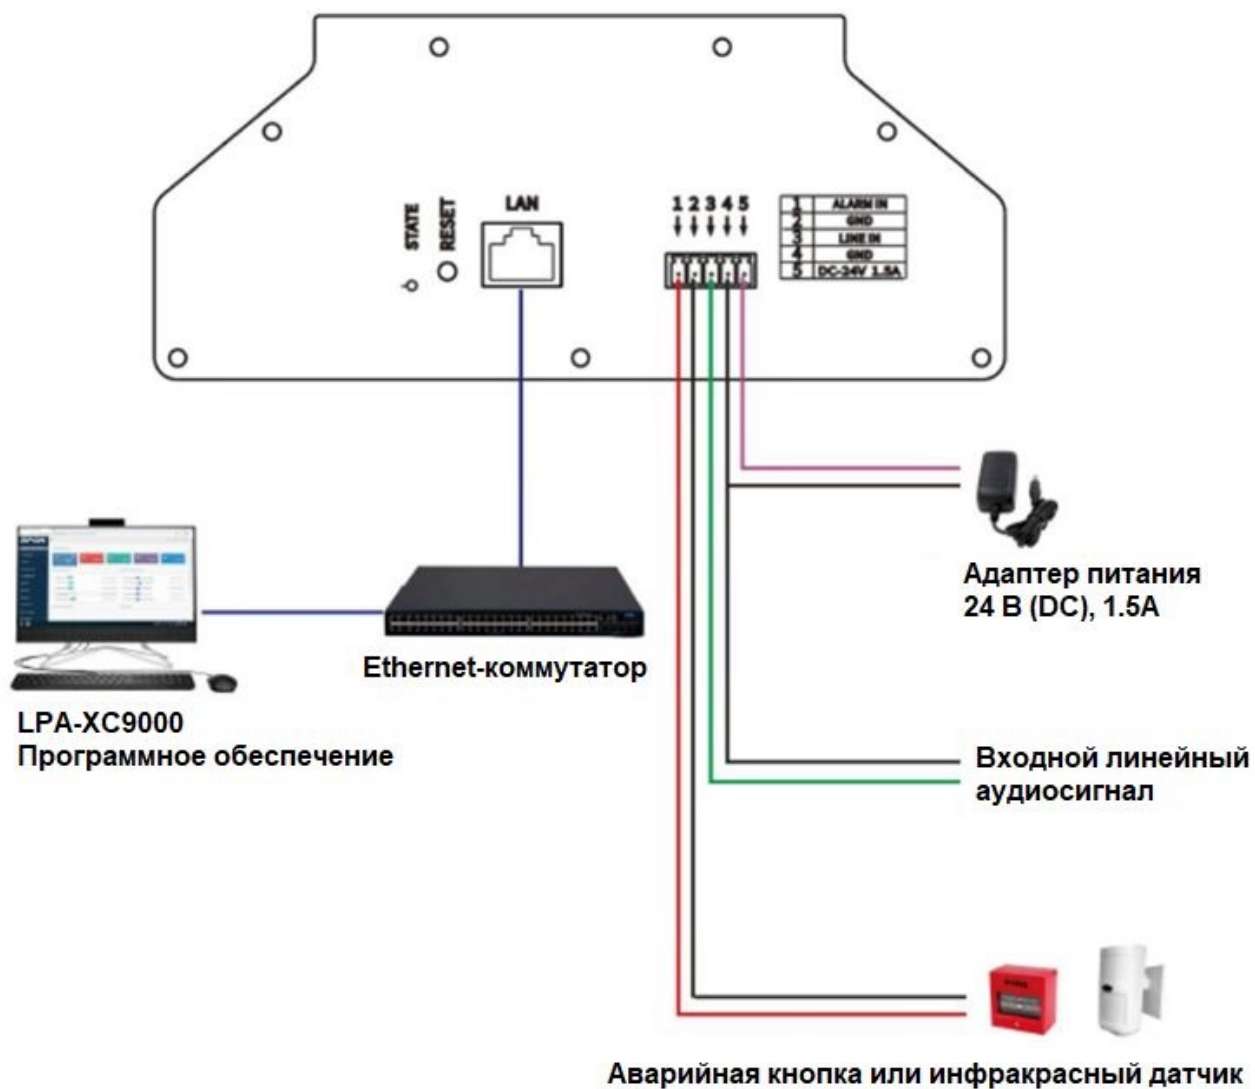 STATE
RESET
LAN
1 2 3 4 5
1 ALARM IN
2 GND
3 LINE IN
4 GND
5 DC-24V 1.5A
Адаптер питания
24 В (DC), 1.5А
Ethernet-коммутатор
LPA-XC9000
Программное обеспечение
Входной линейный
аудиосигнал
Аварийная кнопка или инфракрасный датчик